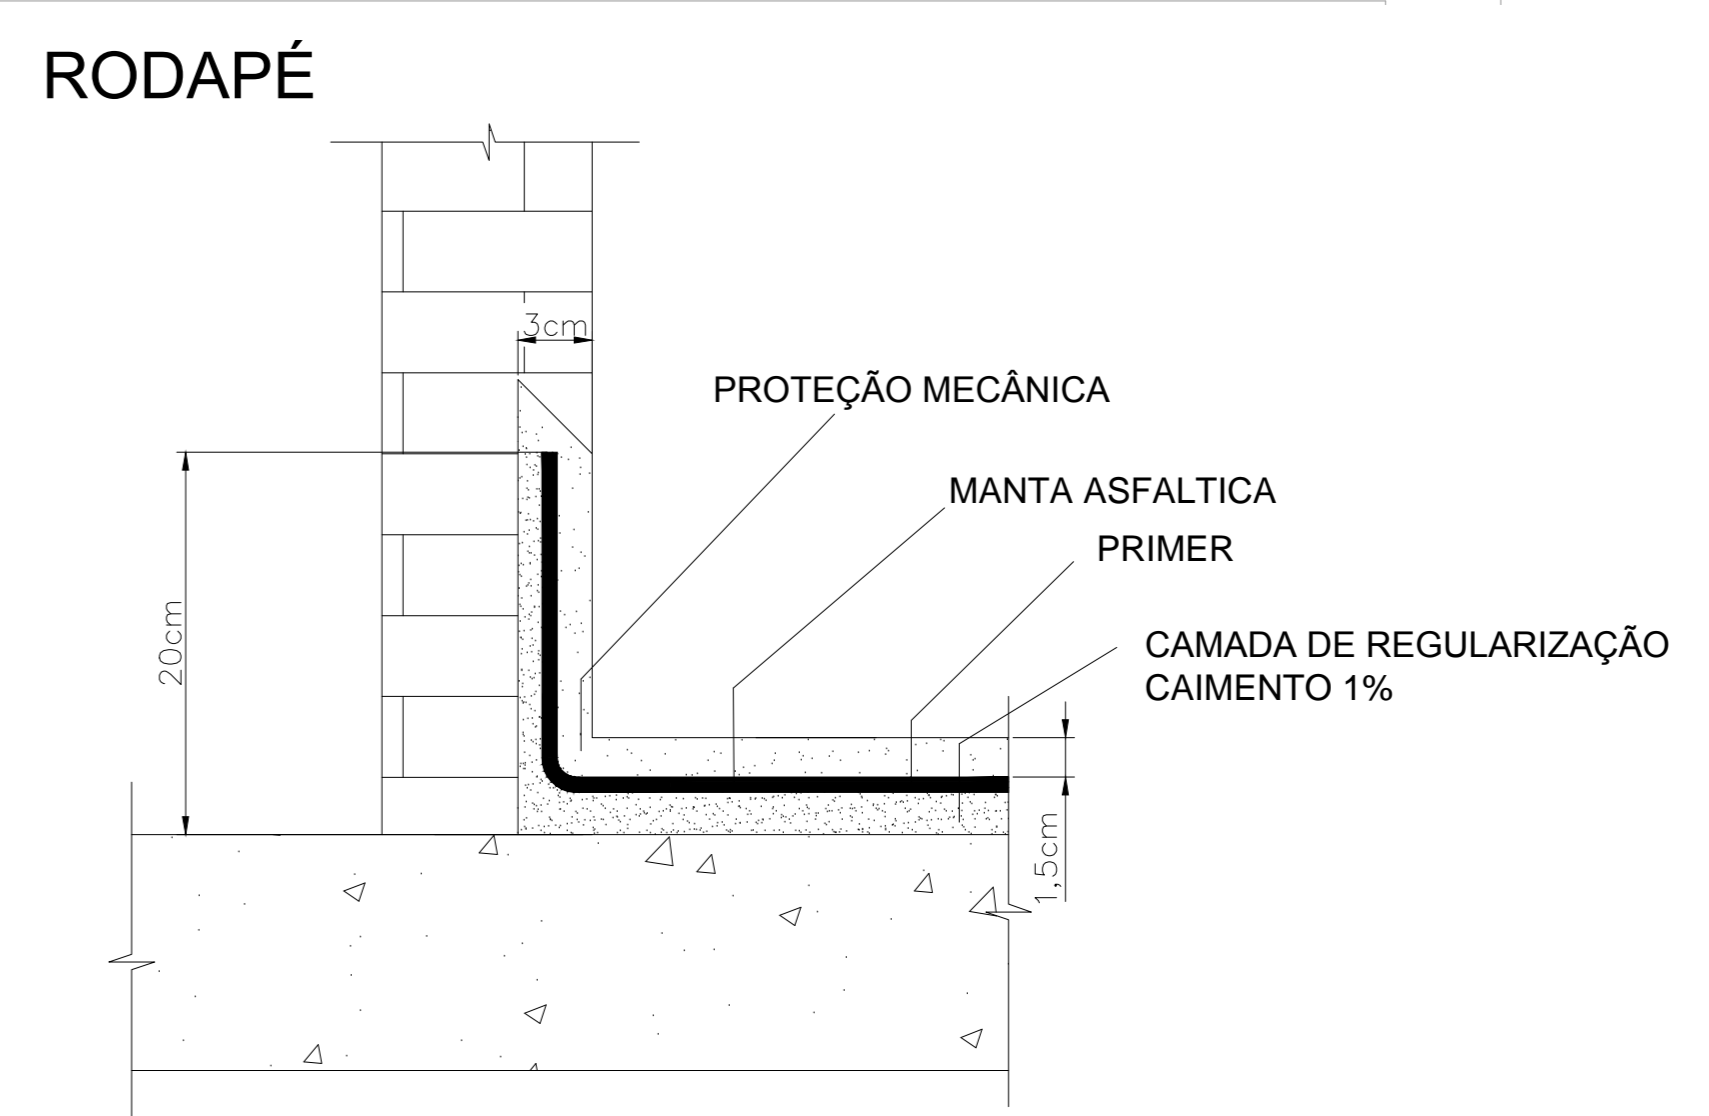 RODAPÉ
3cm
PROTEÇÃO MECÂNICA
MANTA ASFALTICA
PRIMER
20cm
CAMADA DE REGULARIZAÇÃO
CAIMENTO 1%
1,5cm